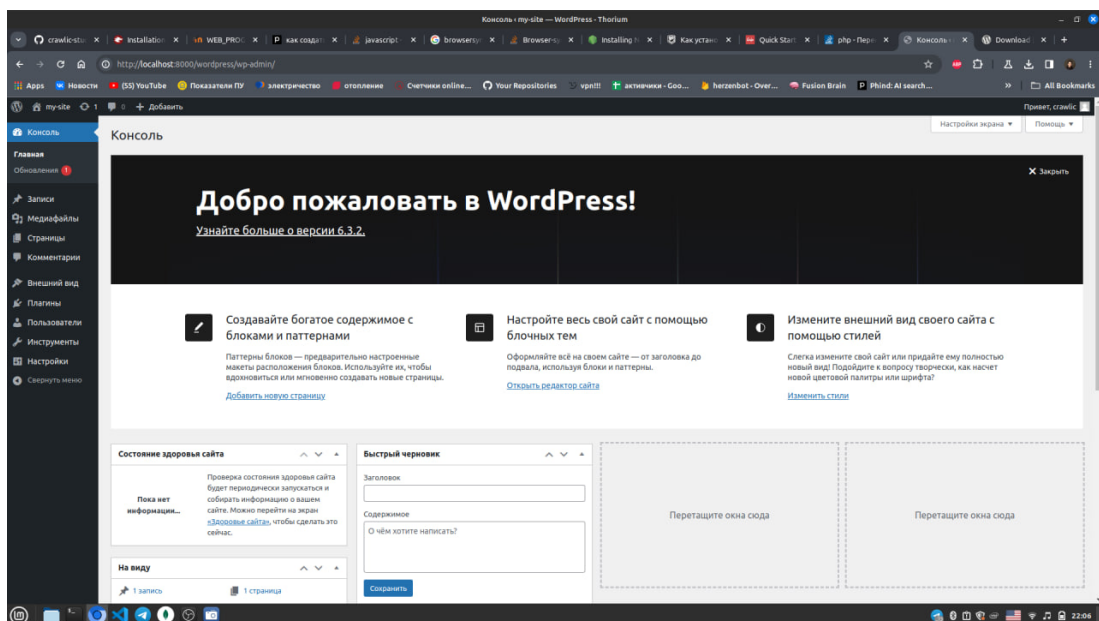 Консоль ‹ my-site — WordPress - Thorium
crawlic-stu
Installation
WEB_PROD
как создать
javascript -
browsersyn
Browser-sy
Installing N
Как устано
Quick Start
php - Пере
Консоль ‹
Download
http://localhost:8000/wordpress/wp-admin/
Apps
Новости
(55) YouTube
Показатели ПУ
электричество
отопление
Счетчики online...
Your Repositories
vpn!!!
активчики - Goo...
herzenbot - Over...
Fusion Brain
Phind: AI search...
»
All Bookmarks
my-site
1
0
+ Добавить
Привет, crawlic
Консоль
Главная
Обновления 1
Записи
Медиафайлы
Страницы
Комментарии
Внешний вид
Плагины
Пользователи
Инструменты
Настройки
Свернуть меню
Консоль
Настройки экрана
Помощь
Закрыть
Добро пожаловать в WordPress!
Узнайте больше о версии 6.3.2.
Создавайте богатое содержимое с
блоками и паттернами
Паттерны блоков — предварительно настроенные
макеты расположения блоков. Используйте их, чтобы
вдохновиться или мгновенно создавать новые страницы.
Добавить новую страницу
Настройте весь свой сайт с помощью
блочных тем
Оформляйте всё на своем сайте — от заголовка до
подвала, используя блоки и паттерны.
Открыть редактор сайта
Измените внешний вид своего сайта с
помощью стилей
Слегка измените свой сайт или придайте ему полностью
новый вид! Подойдите к вопросу творчески, как насчет
новой цветовой палитры или шрифта?
Изменить стили
Состояние здоровья сайта
Пока нет
информации...
Проверка состояния здоровья сайта
будет периодически запускаться и
собирать информацию о вашем
сайте. Можно перейти на экран
«Здоровье сайта», чтобы сделать это
сейчас.
На виду
1 запись
1 страница
Быстрый черновик
Заголовок
Содержимое
О чём хотите написать?
Сохранить
Перетащите окна сюда
Перетащите окна сюда
22:06